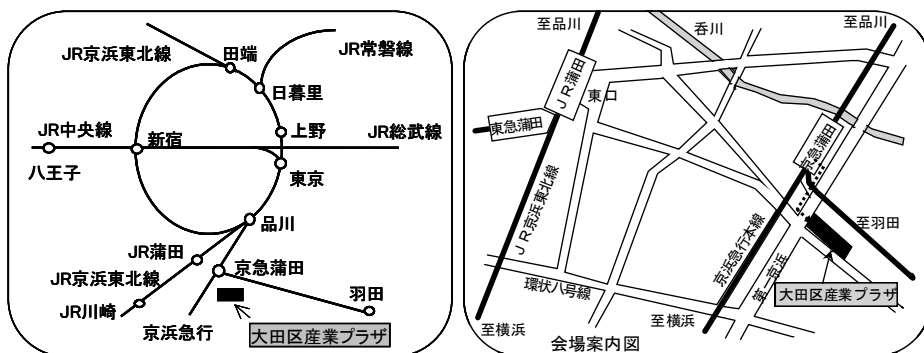 JR京浜東北線
田端
JR常磐線
日暮里
上野
JR中央線
新宿
JR総武線
八王子
東京
品川
JR蒲田
JR京浜東北線
京急蒲田
羽田
JR川崎
京浜急行
大田区産業プラザ
至品川
呑川
至品川
JR蒲田
東口
東急蒲田
京急蒲田
JR京浜東北線
京浜急行本線
至羽田
環状八号線
第一京浜
大田区産業プラザ
至横浜
至横浜
会場案内図